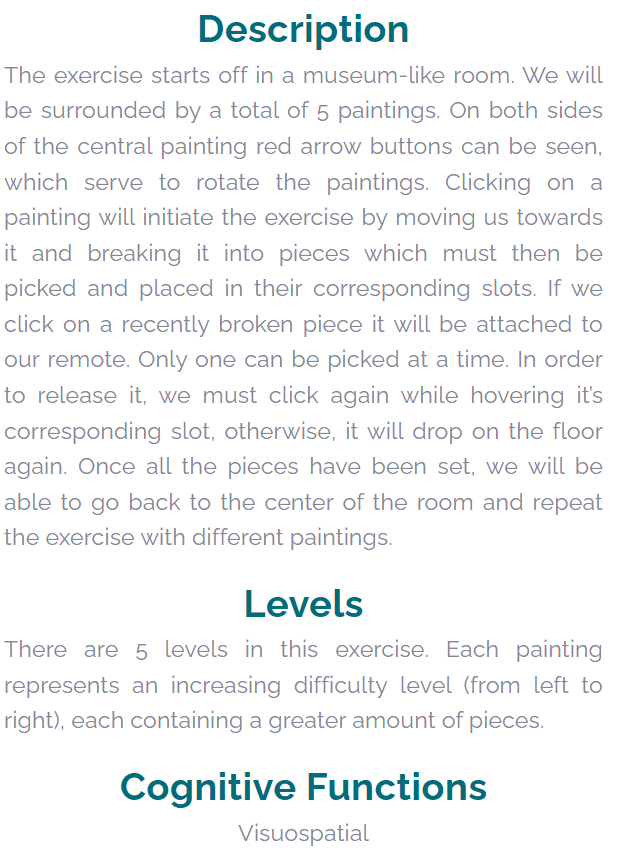 Description
The exercise starts off in a museum-like room. We will
be surrounded by a total of 5 paintings. On both sides
of the central painting red arrow buttons can be seen,
which serve to rotate the paintings. Clicking on a
painting will initiate the exercise by moving us towards
it and breaking it into pieces which must then be
picked and placed in their corresponding slots. If we
click on a recently broken piece it will be attached to
our remote. Only one can be picked at a time. In order
to release it, we must click again while hovering it’s
corresponding slot, otherwise, it will drop on the floor
again. Once all the pieces have been set, we will be
able to go back to the center of the room and repeat
the exercise with different paintings.
Levels
There are 5 levels in this exercise. Each painting
represents an increasing difficulty level (from left to
right), each containing a greater amount of pieces.
Cognitive Functions
Visuospatial